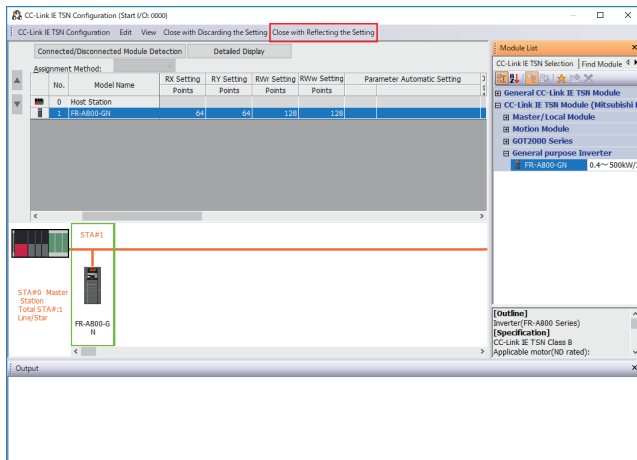 CC-Link IE TSN Configuration (Start I/O: 0000)
CC-Link IE TSN Configuration Edit View Close with Discarding the Setting Close with Reflecting the Setting
Connected/Disconnected Module Detection Detailed Display
Assignment Method:
No. Model Name RX Setting RY Setting RWr Setting RWw Setting Parameter Automatic Setting
Points Points Points Points
0 Host Station
1 FR-A800-GN 64 64 128 128
STA#1
STA#0 Master
Station
Total STA#:1
Line/Star
FR-A800-G
N
Module List
CC-Link IE TSN Selection Find Module
General CC-Link IE TSN Module
CC-Link IE TSN Module (Mitsubishi
Master/Local Module
Motion Module
GOT2000 Series
General purpose Inverter
FR-A800-GN 0.4~500kW/
[Outline]
Inverter(FR-A800 Series)
[Specification]
CC-Link IE TSN Class B
Applicable motor(ND rated):
Output